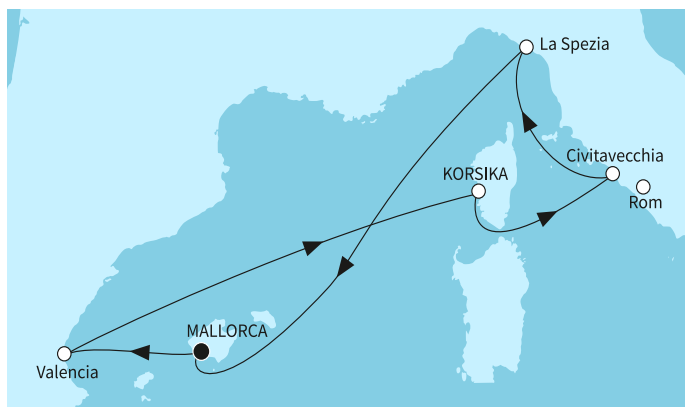 La Spezia
Civitavecchia
KORSIKA
Rom
MALLORCA
Valencia